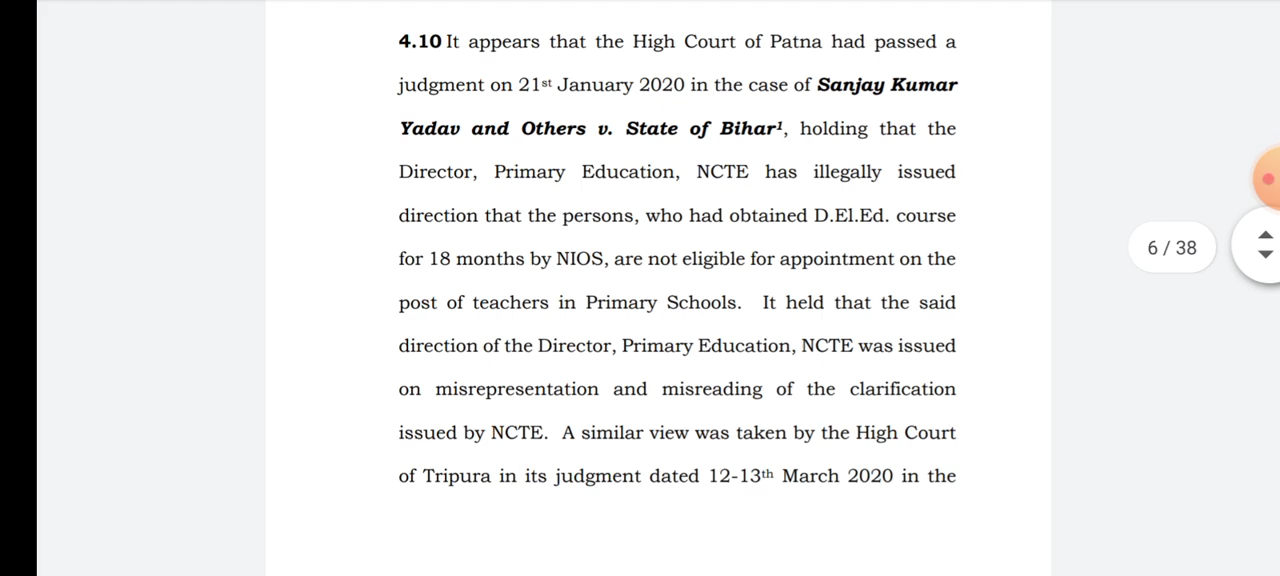 4.10 It appears that the High Court of Patna had passed a
judgment on 21st January 2020 in the case of Sanjay Kumar
Yadav and Others v. State of Bihar1, holding that the
Director, Primary Education, NCTE has illegally issued
direction that the persons, who had obtained D.El.Ed. course
for 18 months by NIOS, are not eligible for appointment on the
post of teachers in Primary Schools. It held that the said
direction of the Director, Primary Education, NCTE was issued
on misrepresentation and misreading of the clarification
issued by NCTE. A similar view was taken by the High Court
of Tripura in its judgment dated 12-13th March 2020 in the
6 / 38